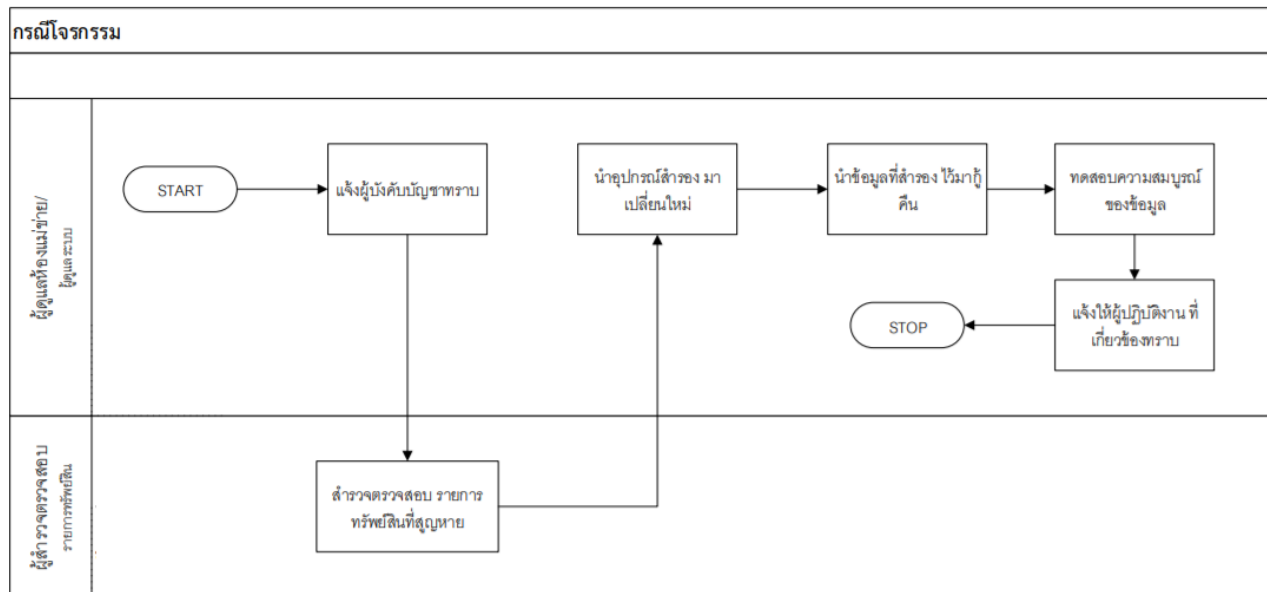 กรณีโจรกรรม
ผู้ดูแลห้องแม่ข่าย/
ผู้ดูแลระบบ
START
แจ้งผู้บังคับบัญชาทราบ
นำอุปกรณ์สำรอง มา
เปลี่ยนใหม่
นำข้อมูลที่สำรอง ไว้มากู้
คืน
ทดสอบความสมบูรณ์
ของข้อมูล
แจ้งให้ผู้ปฏิบัติงาน ที่
เกี่ยวข้องทราบ
STOP
ผู้สำรวจตรวจสอบ
รายการทรัพย์สิน
สำรวจตรวจสอบ รายการ
ทรัพย์สินที่สูญหาย